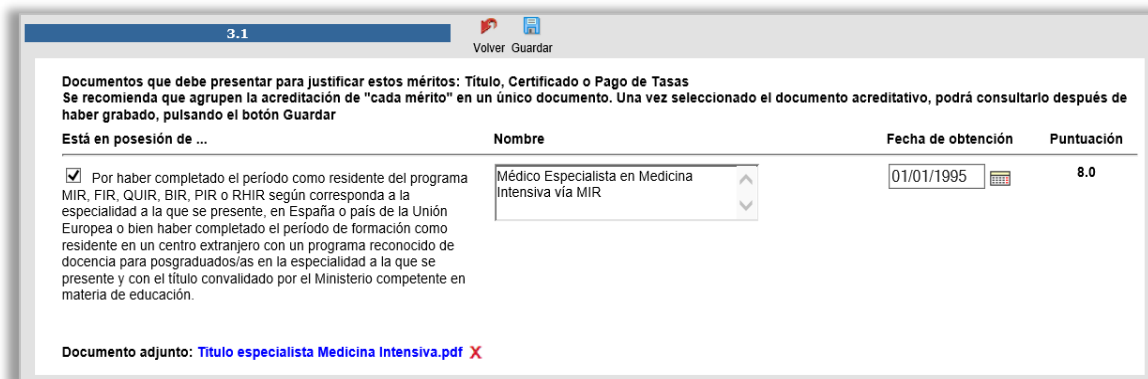 3.1
Volver Guardar
Documentos que debe presentar para justificar estos méritos: Título, Certificado o Pago de Tasas
Se recomienda que agrupen la acreditación de "cada mérito" en un único documento. Una vez seleccionado el documento acreditativo, podrá consultarlo después de
haber grabado, pulsando el botón Guardar
Está en posesión de ... Nombre Fecha de obtención Puntuación
Por haber completado el período como residente del programa
MIR, FIR, QUIR, BIR, PIR o RHIR según corresponda a la
especialidad a la que se presente, en España o país de la Unión
Europea o bien haber completado el período de formación como
residente en un centro extranjero con un programa reconocido de
docencia para posgraduados/as en la especialidad a la que se
presente y con el título convalidado por el Ministerio competente en
materia de educación.
Médico Especialista en Medicina
Intensiva vía MIR
01/01/1995
8.0
Documento adjunto: Titulo especialista Medicina Intensiva.pdf X